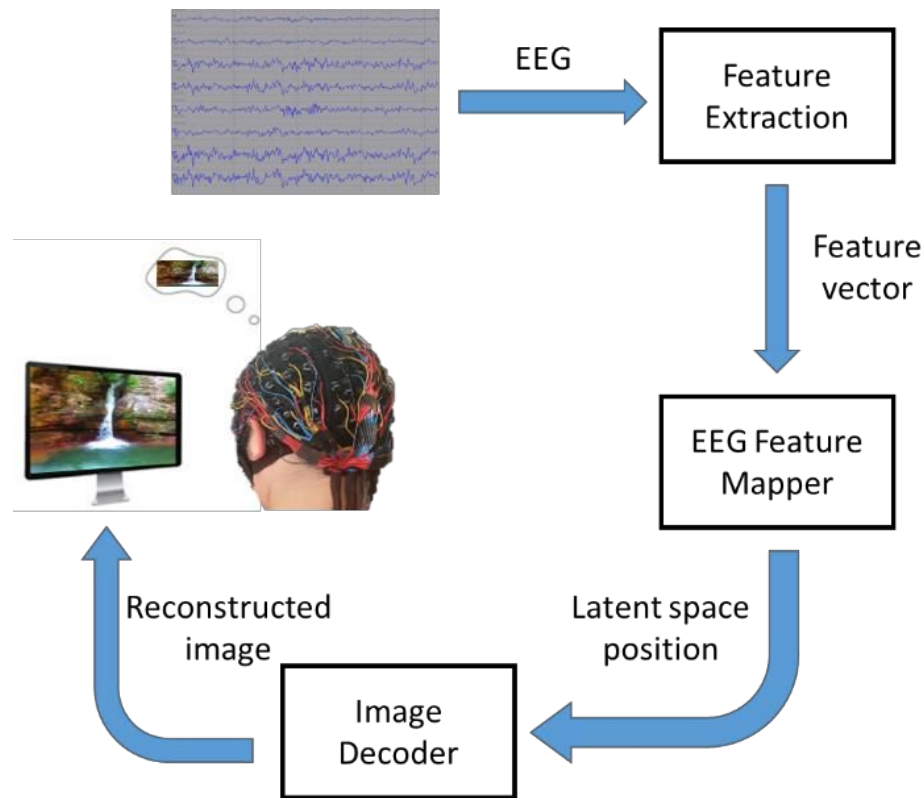 EEG
Feature
Extraction
Feature
vector
EEG Feature
Mapper
Latent space
position
Image
Decoder
Reconstructed
image